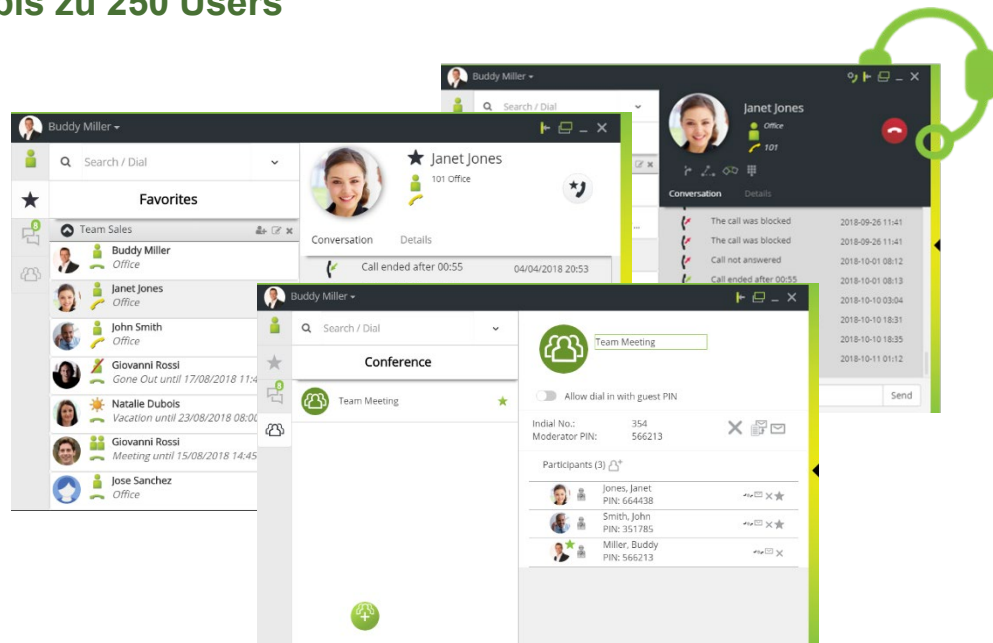 bis zu 250 Users
Buddy Miller
Search / Dial
Janet Jones
Office
101
Conversation
Details
The call was blocked
2018-09-26 11:41
The call was blocked
2018-09-26 11:41
Call not answered
2018-10-01 08:12
Call ended after 00:55
2018-10-01 08:13
2018-10-10 03:04
2018-10-10 18:31
2018-10-10 18:35
2018-10-11 01:12
Send
Buddy Miller
Search / Dial
Favorites
8
Team Sales
Buddy Miller
Office
Janet Jones
Office
John Smith
Office
Giovanni Rossi
Gone Out until 17/08/2018 11:4
Natalie Dubois
Vacation until 23/08/2018 08:00
Giovanni Rossi
Meeting until 15/08/2018 14:45
Jose Sanchez
Office
Janet Jones
101 Office
Conversation
Details
Call ended after 00:55
04/04/2018 20:53
Buddy Miller
Search / Dial
Conference
8
Team Meeting
Team Meeting
Allow dial in with guest PIN
Indial No.: 354
Moderator PIN: 566213
Participants (3)
Jones, Janet
PIN: 664438
Smith, John
PIN: 351785
Miller, Buddy
PIN: 566213